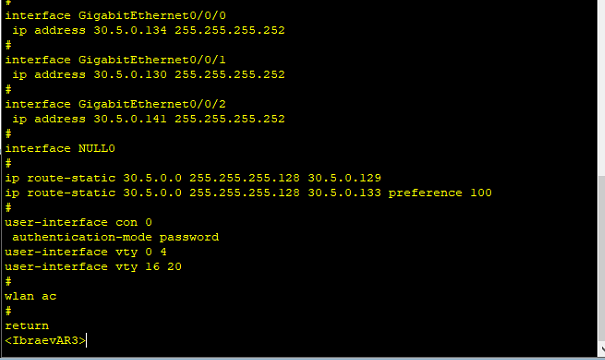 #
interface GigabitEthernet0/0/0
 ip address 30.5.0.134 255.255.255.252
#
interface GigabitEthernet0/0/1
 ip address 30.5.0.130 255.255.255.252
#
interface GigabitEthernet0/0/2
 ip address 30.5.0.141 255.255.255.252
#
interface NULL0
#
ip route-static 30.5.0.0 255.255.255.128 30.5.0.129
ip route-static 30.5.0.0 255.255.255.128 30.5.0.133 preference 100
#
user-interface con 0
 authentication-mode password
user-interface vty 0 4
user-interface vty 16 20
#
wlan ac
#
return
<IbraevAR3>